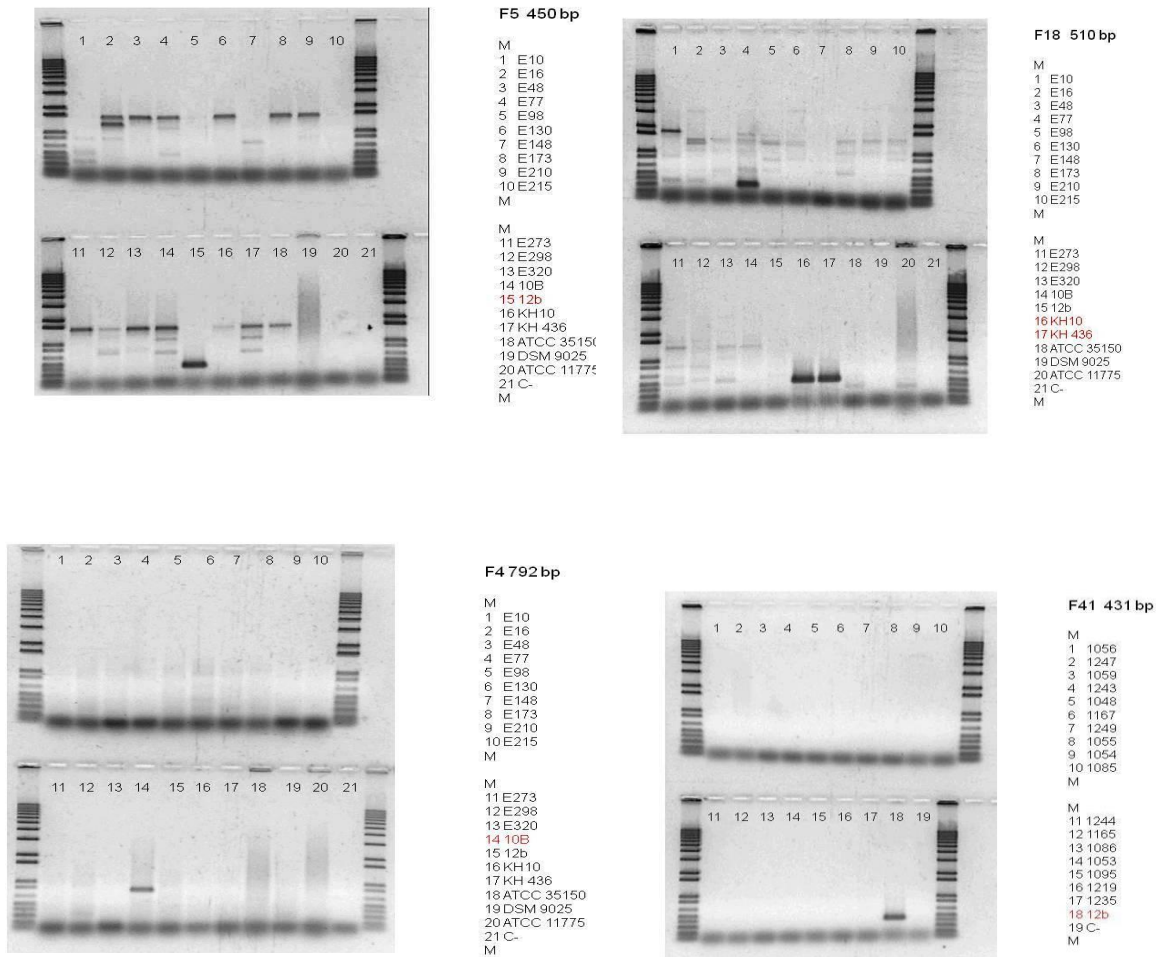 F5 450 bp
1 2 3 4 5 6 7 8 9 10
M
1 E10
2 E16
3 E48
4 E77
5 E98
6 E130
7 E148
8 E173
9 E210
10 E215
M
11 12 13 14 15 16 17 18 19 20 21
M
11 E273
12 E298
13 E320
14 10B
15 12b
16 KH10
17 KH 436
18 ATCC 35150
19 DSM 9025
20 ATCC 11775
21 C-
M
F18 510 bp
1 2 3 4 5 6 7 8 9 10
M
1 E10
2 E16
3 E48
4 E77
5 E98
6 E130
7 E148
8 E173
9 E210
10 E215
M
11 12 13 14 15 16 17 18 19 20 21
M
11 E273
12 E298
13 E320
14 10B
15 12b
16 KH10
17 KH 436
18 ATCC 35150
19 DSM 9025
20 ATCC 11775
21 C-
M
F4 792 bp
1 2 3 4 5 6 7 8 9 10
M
1 E10
2 E16
3 E48
4 E77
5 E98
6 E130
7 E148
8 E173
9 E210
10 E215
M
11 12 13 14 15 16 17 18 19 20 21
M
11 E273
12 E298
13 E320
14 10B
15 12b
16 KH10
17 KH 436
18 ATCC 35150
19 DSM 9025
20 ATCC 11775
21 C-
M
F41 431 bp
1 2 3 4 5 6 7 8 9 10
M
1 1056
2 1247
3 1059
4 1243
5 1048
6 1167
7 1249
8 1055
9 1054
10 1085
M
11 12 13 14 15 16 17 18 19
M
11 1244
12 1165
13 1086
14 1053
15 1095
16 1219
17 1235
18 12b
19 C-
M